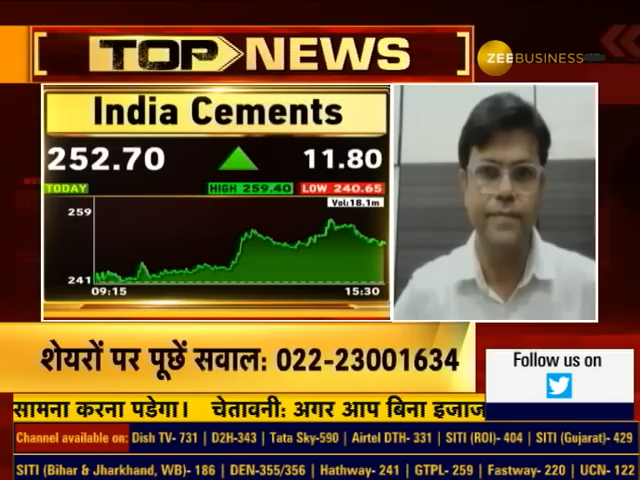 TOP NEWS
ZEEBUSINESS
India Cements
252.70 11.80
TODAY HIGH 259.40 LOW 240.65
Vol:18.1m
259
241
09:15 15:30
शेयरों पर पूछें सवाल: 022-23001634
Follow us on
सामना करना पडेगा। चेतावनी: अगर आप बिना इजाज
Channel available on: Dish TV- 731 | D2H-343 | Tata Sky-590 | Airtel DTH- 331 | SITI (ROI)- 404 | SITI (Gujarat)- 429
SITI (Bihar & Jharkhand, WB)- 186 | DEN-355/356 | Hathway- 241 | GTPL- 259 | Fastway- 220 | UCN- 122